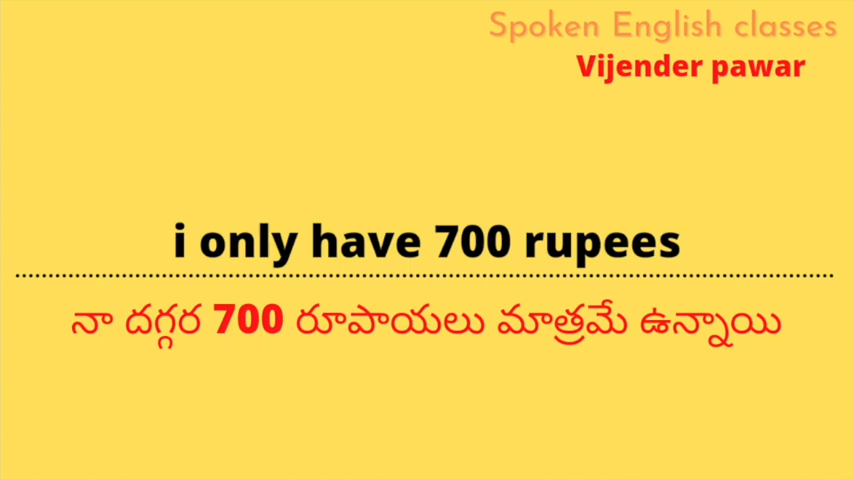 Spoken English classes
Vijender pawar
i only have 700 rupees
నా దగ్గర 700 రూపాయలు మాత్రమే ఉన్నాయి